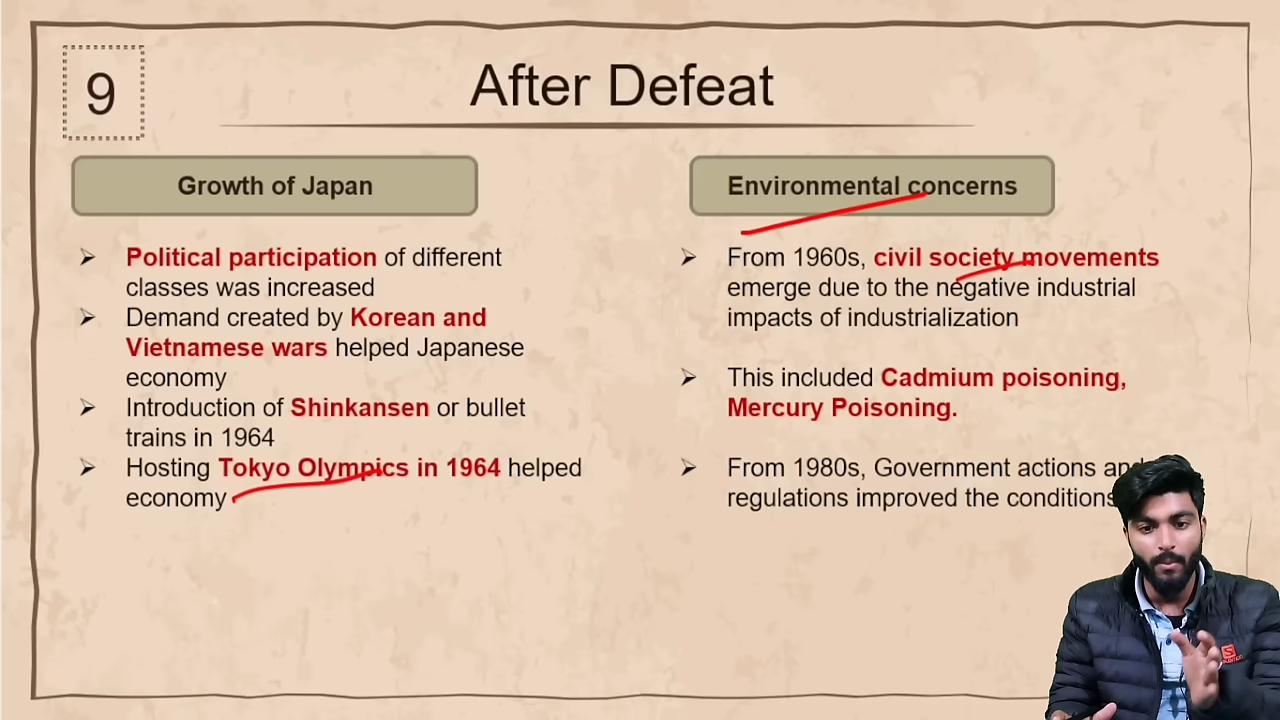 9
After Defeat
Growth of Japan
Political participation of different
classes was increased
Demand created by Korean and
Vietnamese wars helped Japanese
economy
Introduction of Shinkansen or bullet
trains in 1964
Hosting Tokyo Olympics in 1964 helped
economy
Environmental concerns
From 1960s, civil society movements
emerge due to the negative industrial
impacts of industrialization
This included Cadmium poisoning,
Mercury Poisoning.
From 1980s, Government actions and
regulations improved the conditions